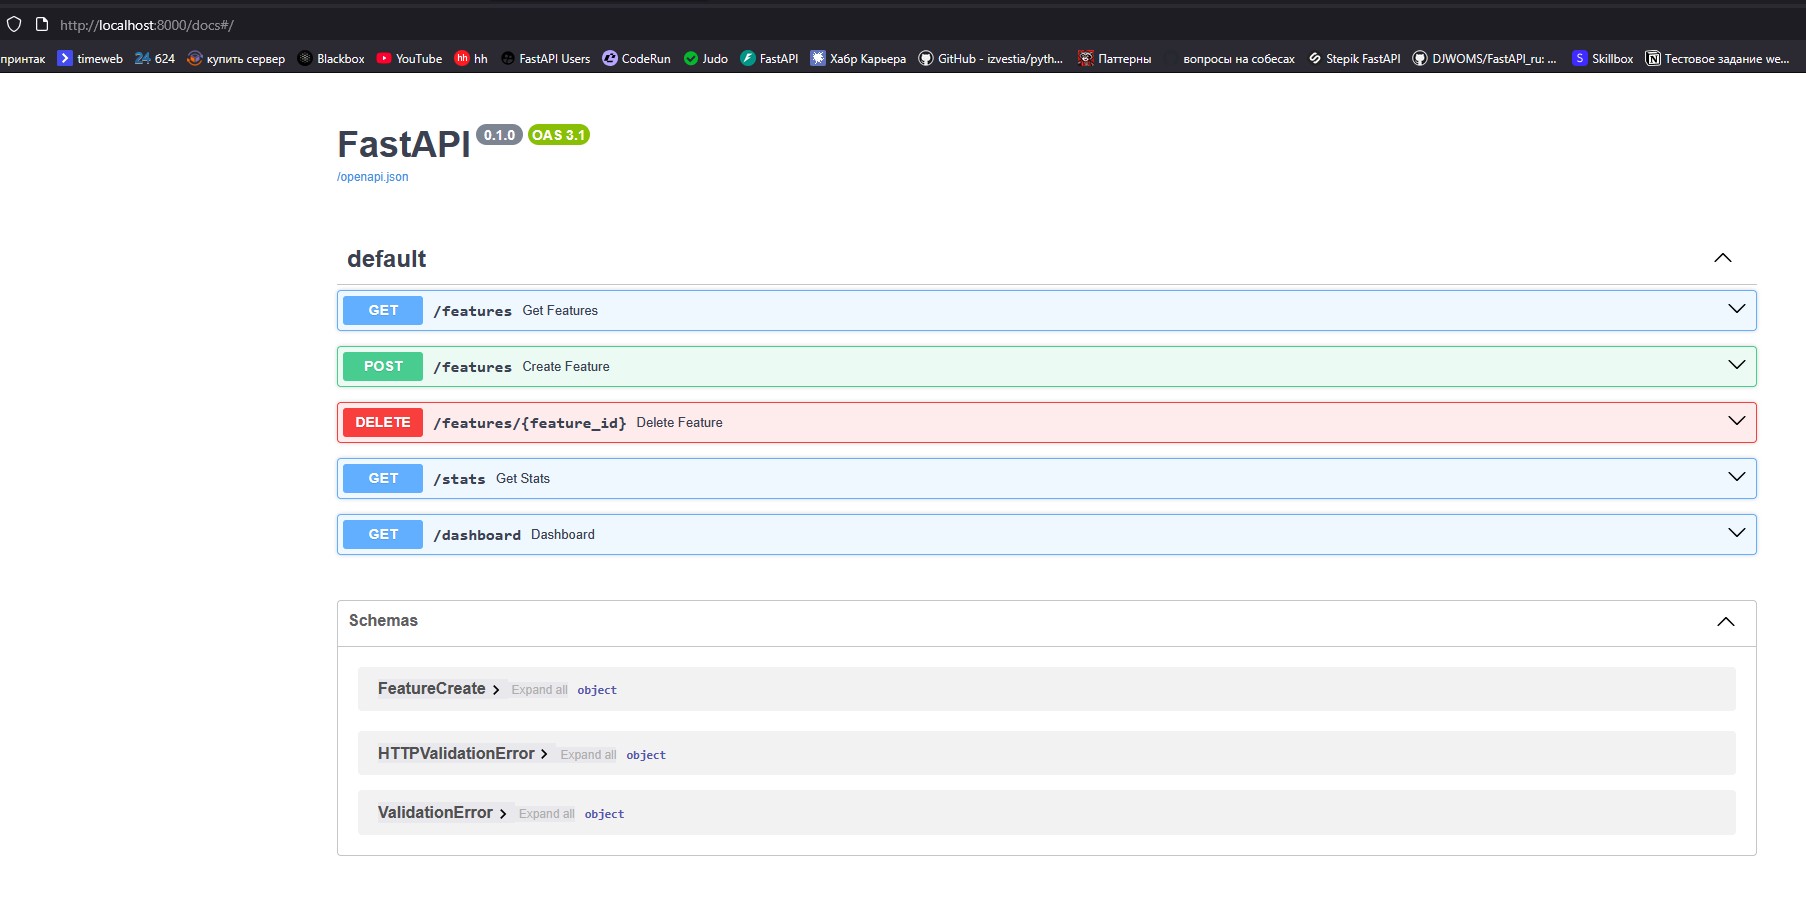 http://localhost:8000/docs#/
принтак timeweb 24 624 купить сервер Blackbox YouTube hh hh FastAPI Users CodeRun Judo FastAPI Хабр Карьера GitHub - izvestia/pyth... Паттерны вопросы на собесах Stepik FastAPI DJWOMS/FastAPI_ru: ... S Skillbox Тестовое задание we...
FastAPI 0.1.0 OAS 3.1
/openapi.json
default
GET /features Get Features
POST /features Create Feature
DELETE /features/{feature_id} Delete Feature
GET /stats Get Stats
GET /dashboard Dashboard
Schemas
FeatureCreate Expand all object
HTTPValidationError Expand all object
ValidationError Expand all object